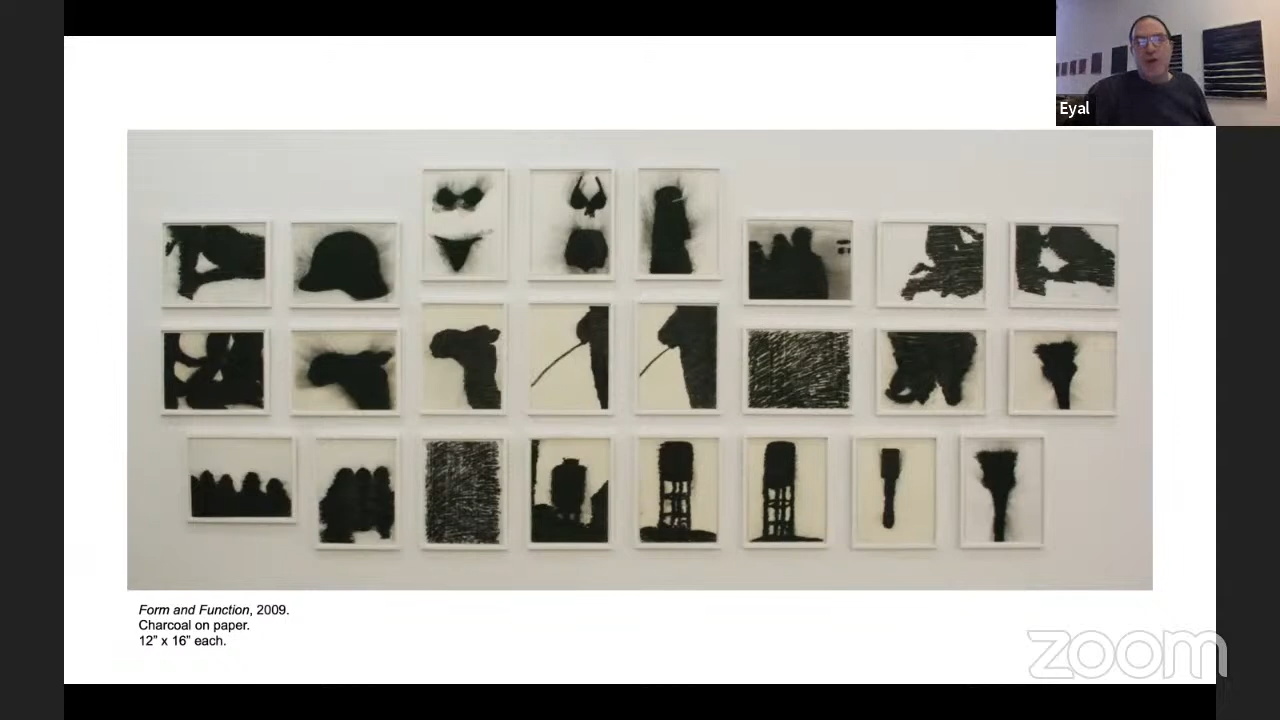 Eyal
Form and Function, 2009.
Charcoal on paper.
12” x 16” each.
zoom